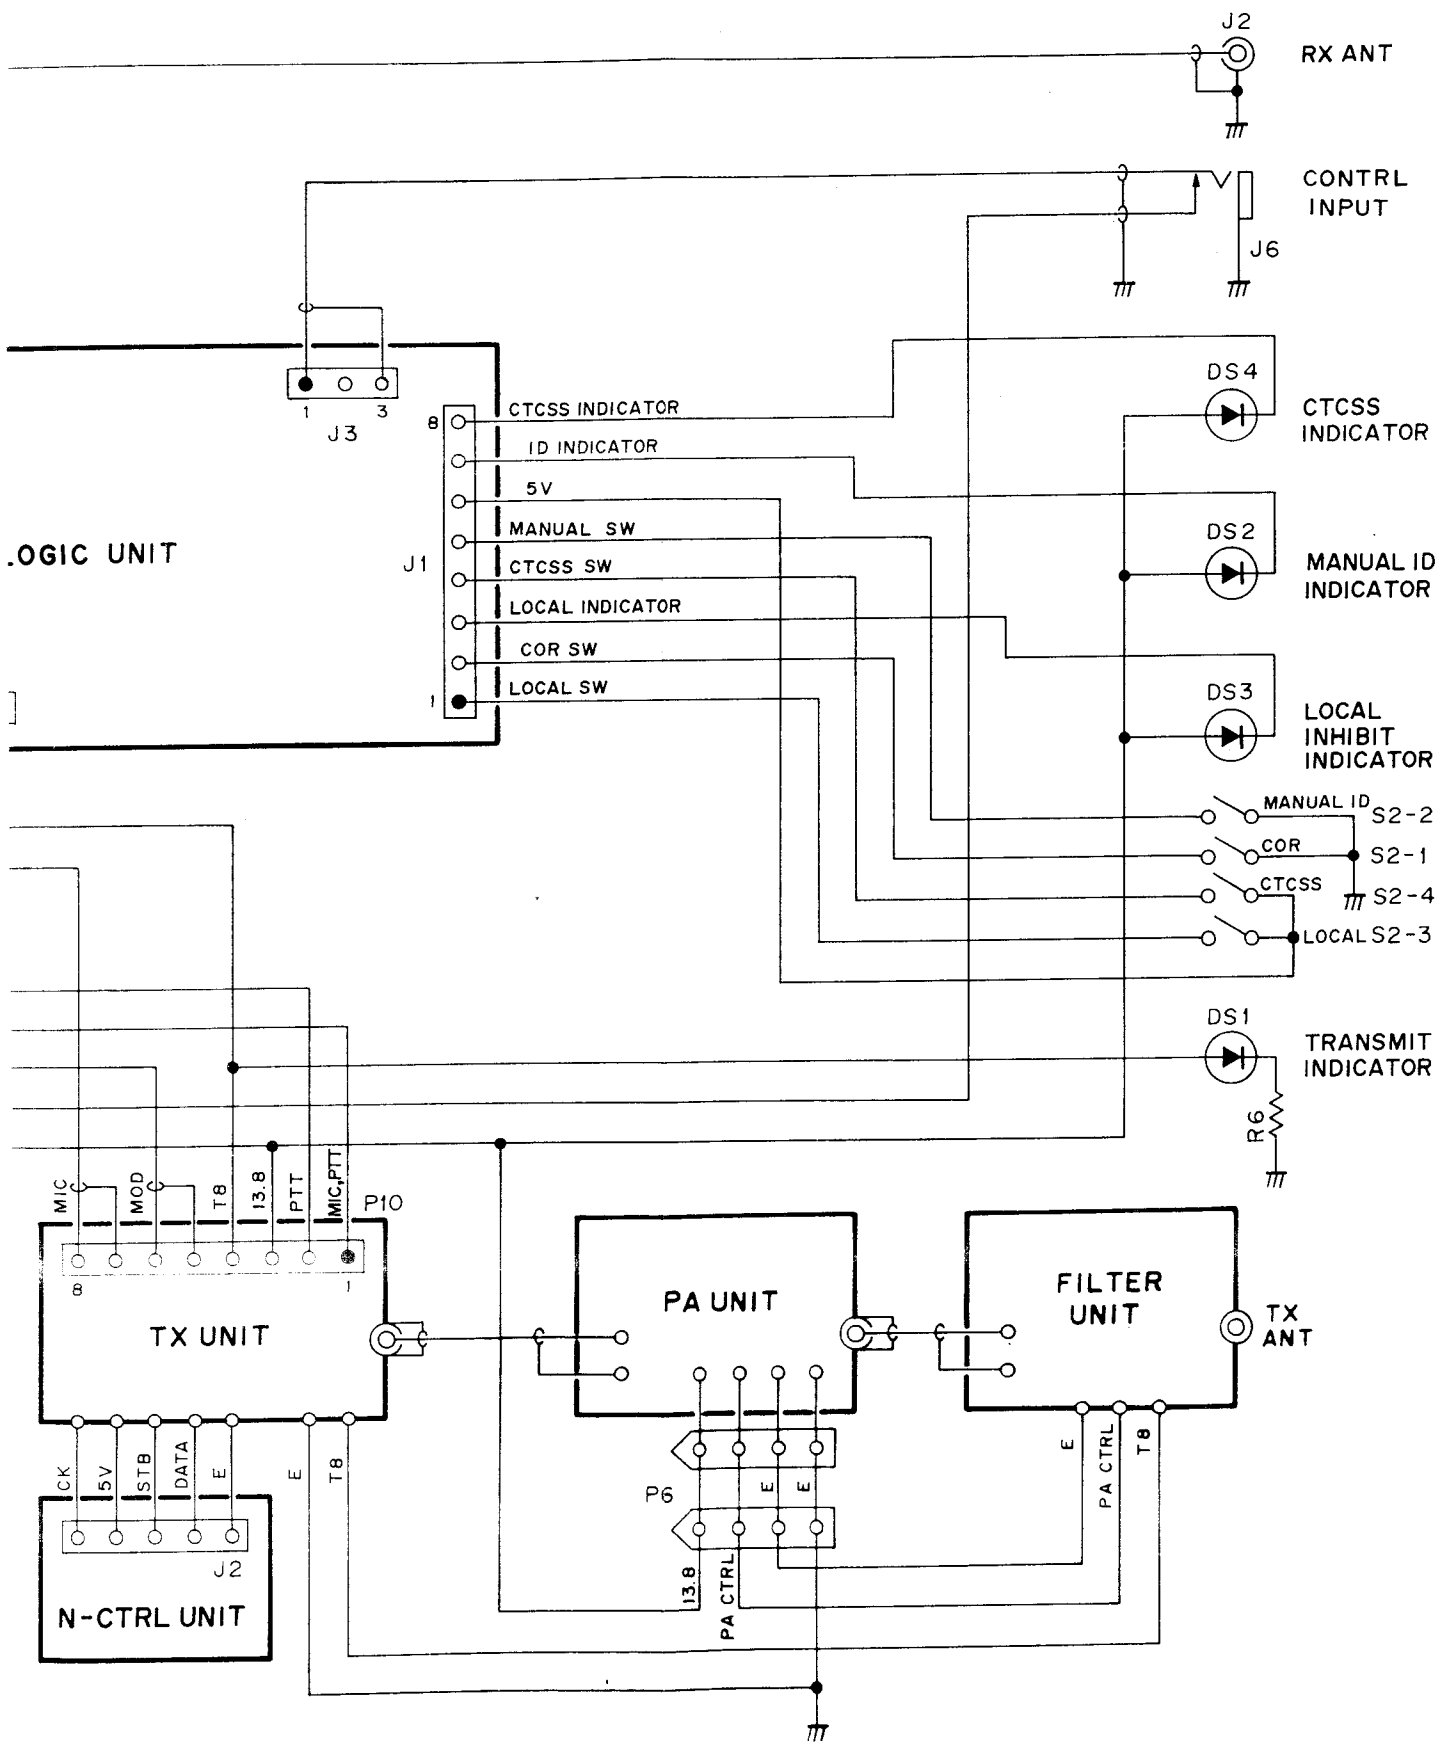 J2
RX ANT
CONTRL
INPUT
J6
1
3
J3
DS4
CTCSS
INDICATOR
8
CTCSS INDICATOR
ID INDICATOR
5V
MANUAL SW
CTCSS SW
LOCAL INDICATOR
COR SW
LOCAL SW
1
J1
.OGIC UNIT
DS2
MANUAL ID
INDICATOR
DS3
LOCAL
INHIBIT
INDICATOR
MANUAL ID
S2-2
COR
S2-1
CTCSS
S2-4
LOCAL
S2-3
DS1
TRANSMIT
INDICATOR
R6
MIC
MOD
T8
13.8
PTT
MIC,PTT
P10
8
1
TX UNIT
PA UNIT
FILTER
UNIT
TX
ANT
CK
5V
STB
DATA
E
E
T8
P6
E
E
E
PA CTRL
T8
J2
N-CTRL UNIT
13.8
PA CTRL